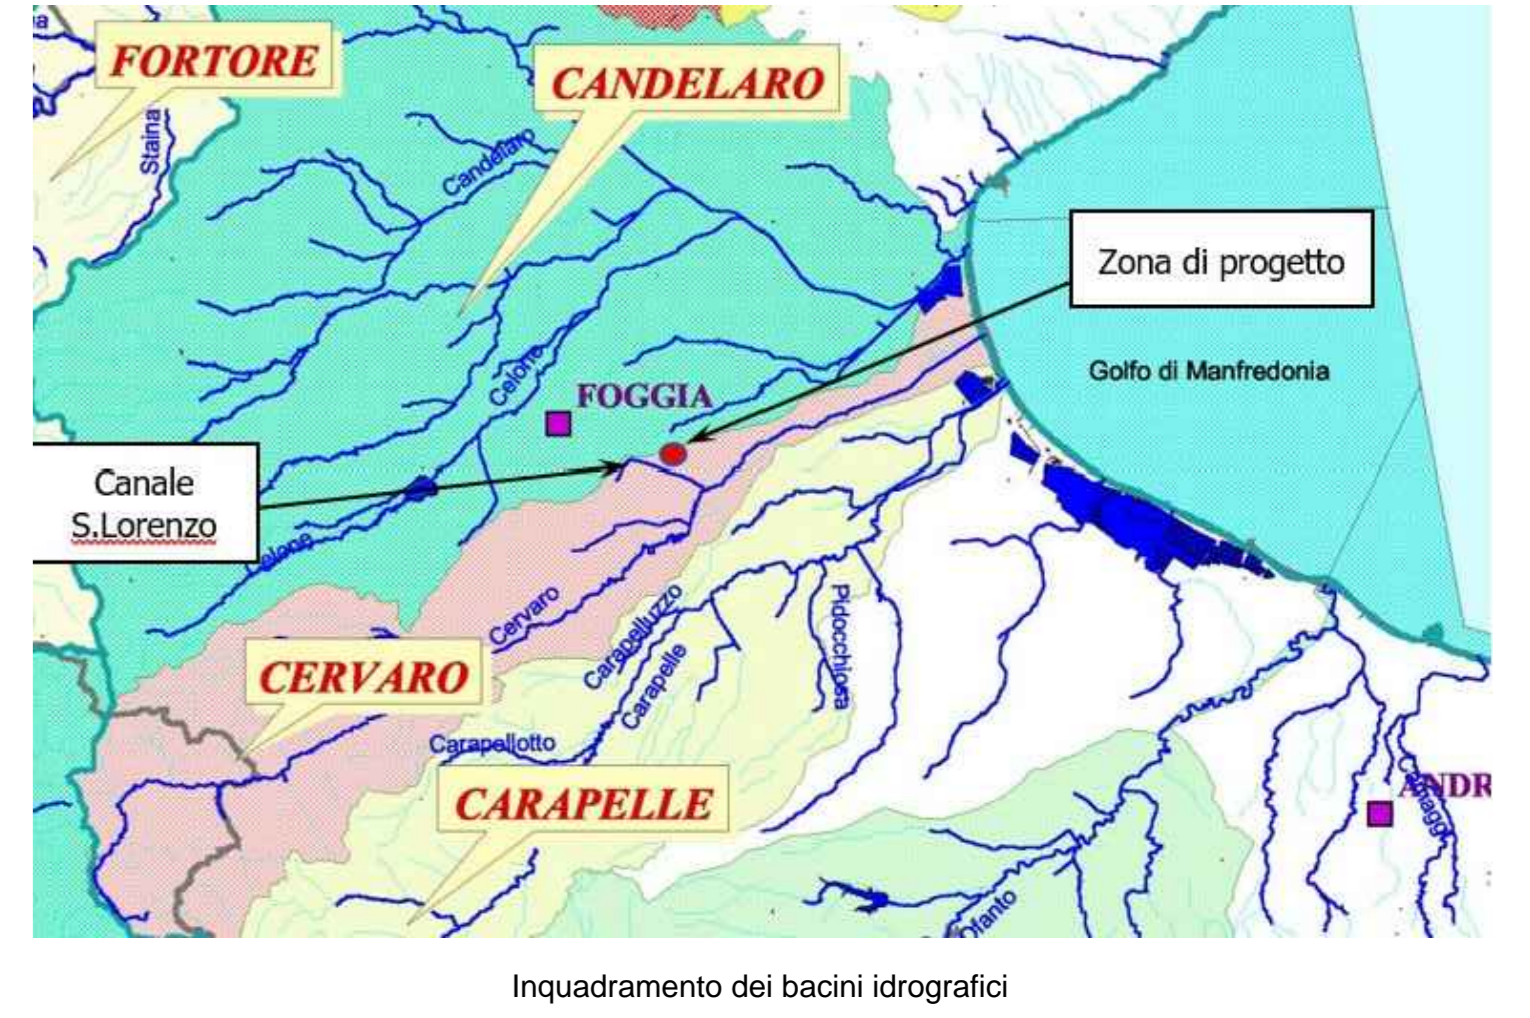 FORTORE
CANDELARO
Staina
Candelaro
Zona di progetto
Golfo di Manfredonia
Celone
FOGGIA
Canale
S.Lorenzo
Celone
Cervaro
Carapelluzzo
Carapelle
Pidocchiosa
CERVARO
Carapellotto
CARAPELLE
ANDR
Ofanto
Inquadramento dei bacini idrografici